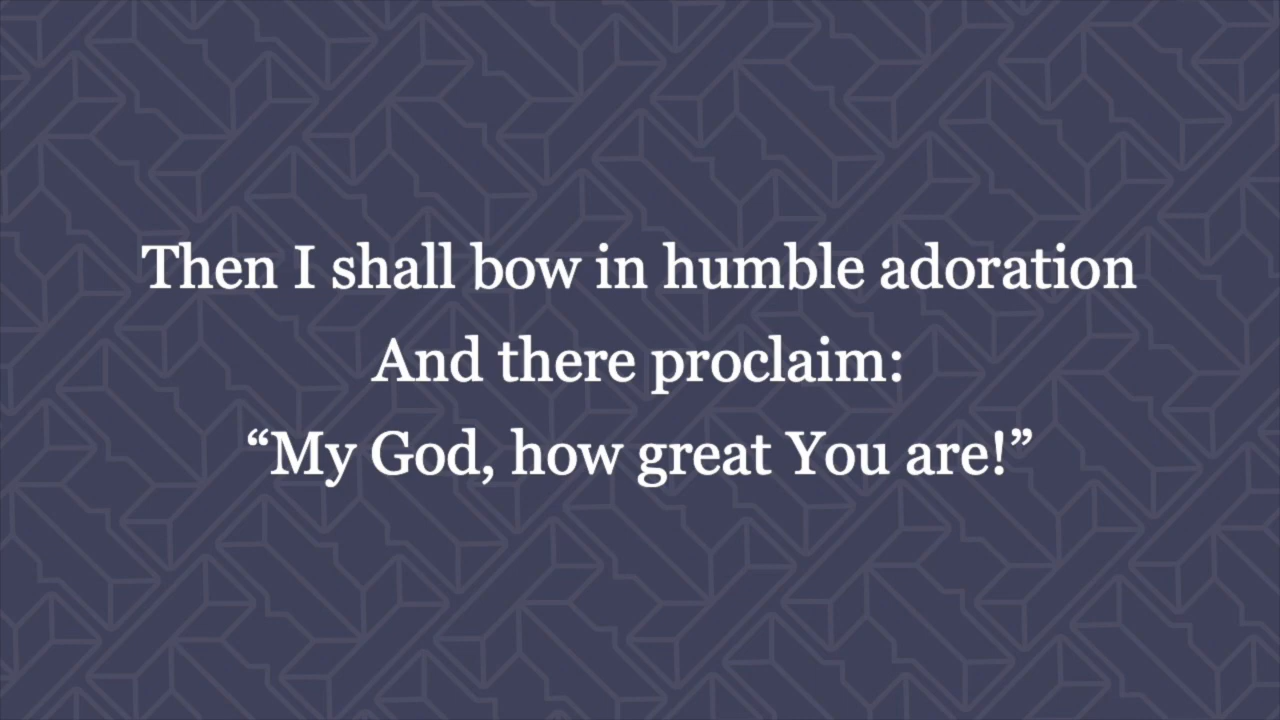 Then I shall bow in humble adoration
And there proclaim:
“My God, how great You are!”